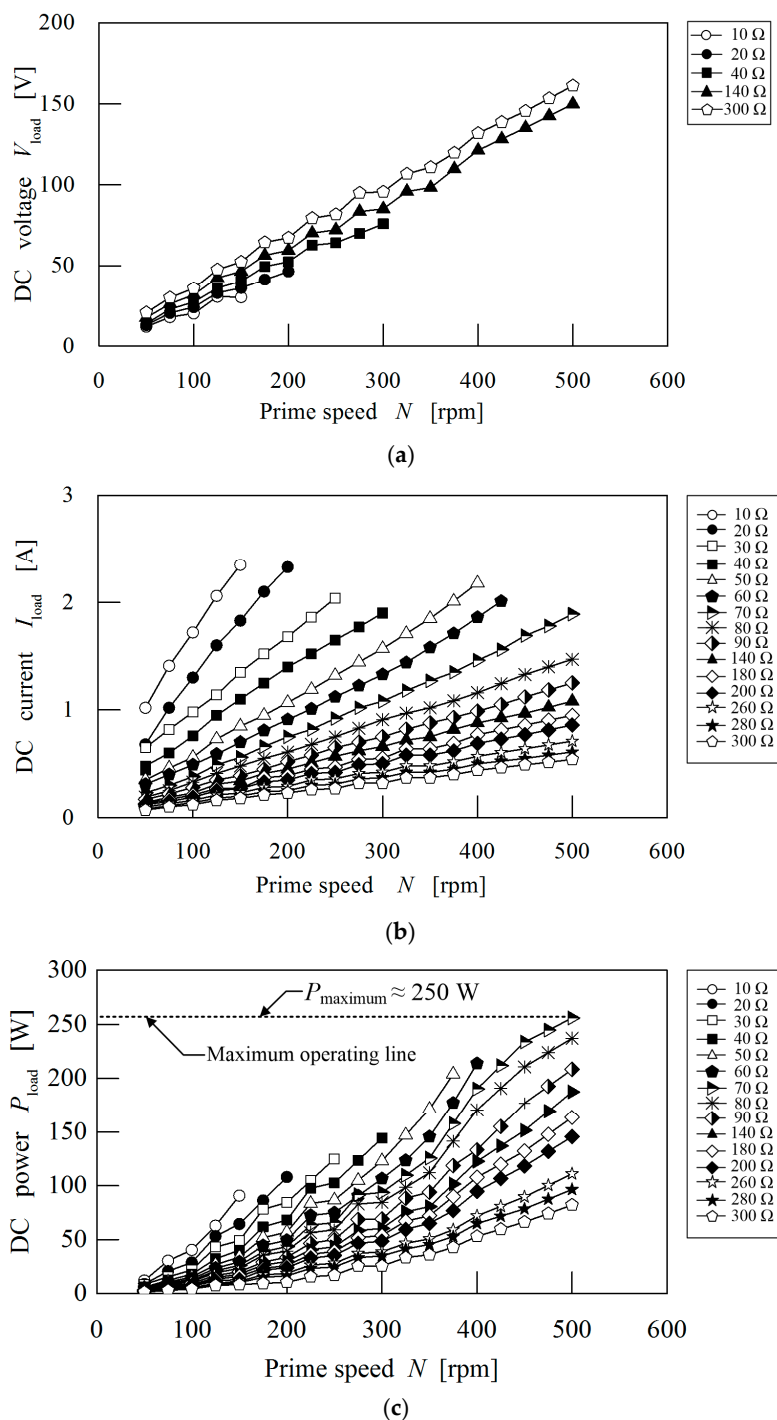 200
150
100
50
0
DC voltage V_load [V]
0 100 200 300 400 500 600
Prime speed N [rpm]
10 Ω
20 Ω
40 Ω
140 Ω
300 Ω
(a)
3
2
1
0
DC current I_load [A]
0 100 200 300 400 500 600
Prime speed N [rpm]
10 Ω
20 Ω
30 Ω
40 Ω
50 Ω
60 Ω
70 Ω
80 Ω
90 Ω
140 Ω
180 Ω
200 Ω
260 Ω
280 Ω
300 Ω
(b)
300
250
200
150
100
50
0
DC power P_load [W]
P_maximum ≈ 250 W
Maximum operating line
0 100 200 300 400 500 600
Prime speed N [rpm]
10 Ω
20 Ω
30 Ω
40 Ω
50 Ω
60 Ω
70 Ω
80 Ω
90 Ω
140 Ω
180 Ω
200 Ω
260 Ω
280 Ω
300 Ω
(c)